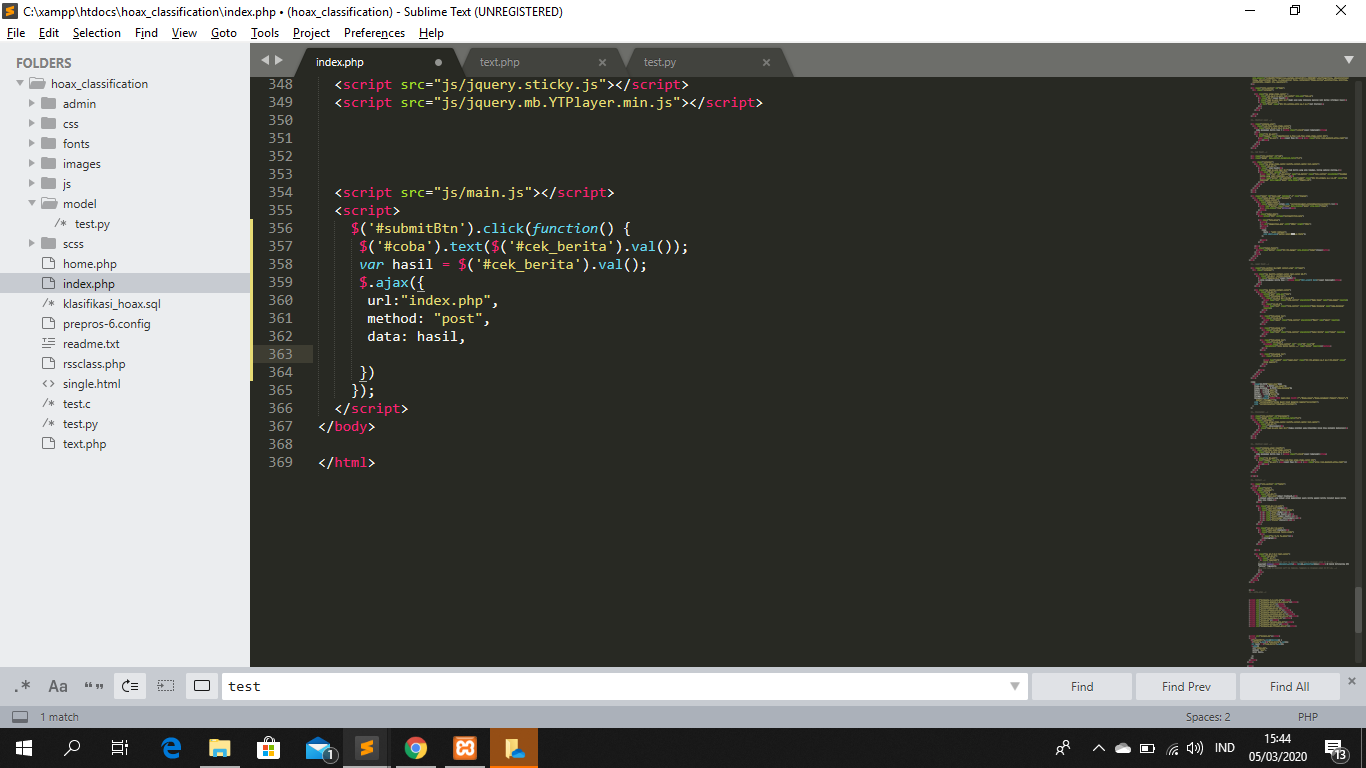 C:\xampp\htdocs\hoax_classification\index.php • (hoax_classification) - Sublime Text (UNREGISTERED)
File Edit Selection Find View Goto Tools Project Preferences Help
FOLDERS
hoax_classification
admin
css
fonts
images
js
model
/* test.py
scss
home.php
index.php
/* klasifikasi_hoax.sql
prepros-6.config
readme.txt
rssclass.php
<> single.html
/* test.c
/* test.py
text.php
index.php text.php test.py
348 <script src="js/jquery.sticky.js"></script>
349 <script src="js/jquery.mb.YTPlayer.min.js"></script>
350
351
352
353
354 <script src="js/main.js"></script>
355 <script>
356 $('#submitBtn').click(function() {
357 $('#coba').text($('#cek_berita').val());
358 var hasil = $('#cek_berita').val();
359 $.ajax({
360 url:"index.php",
361 method: "post",
362 data: hasil,
363
364 })
365 });
366 </script>
367 </body>
368
369 </html>
.* Aa “” test Find Find Prev Find All
1 match Spaces: 2 PHP
1 IND 15:44 13
05/03/2020